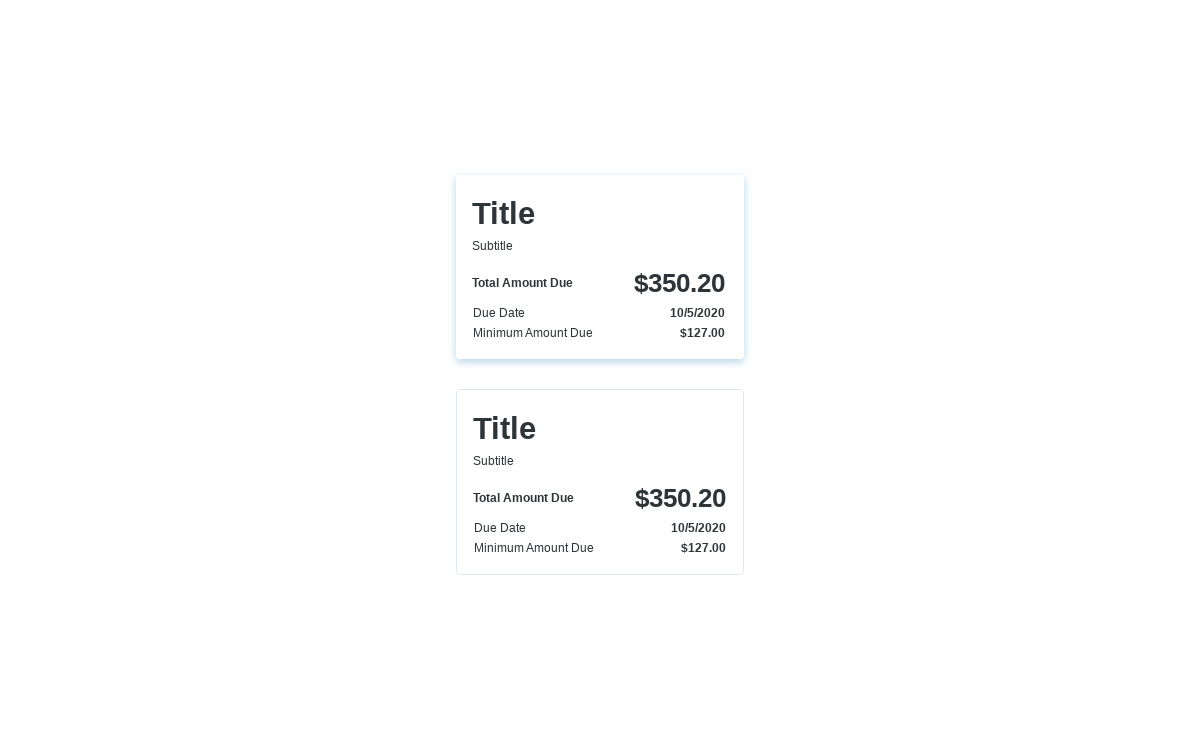 Title
Subtitle
Total Amount Due $350.20
Due Date 10/5/2020
Minimum Amount Due $127.00
Title
Subtitle
Total Amount Due $350.20
Due Date 10/5/2020
Minimum Amount Due $127.00